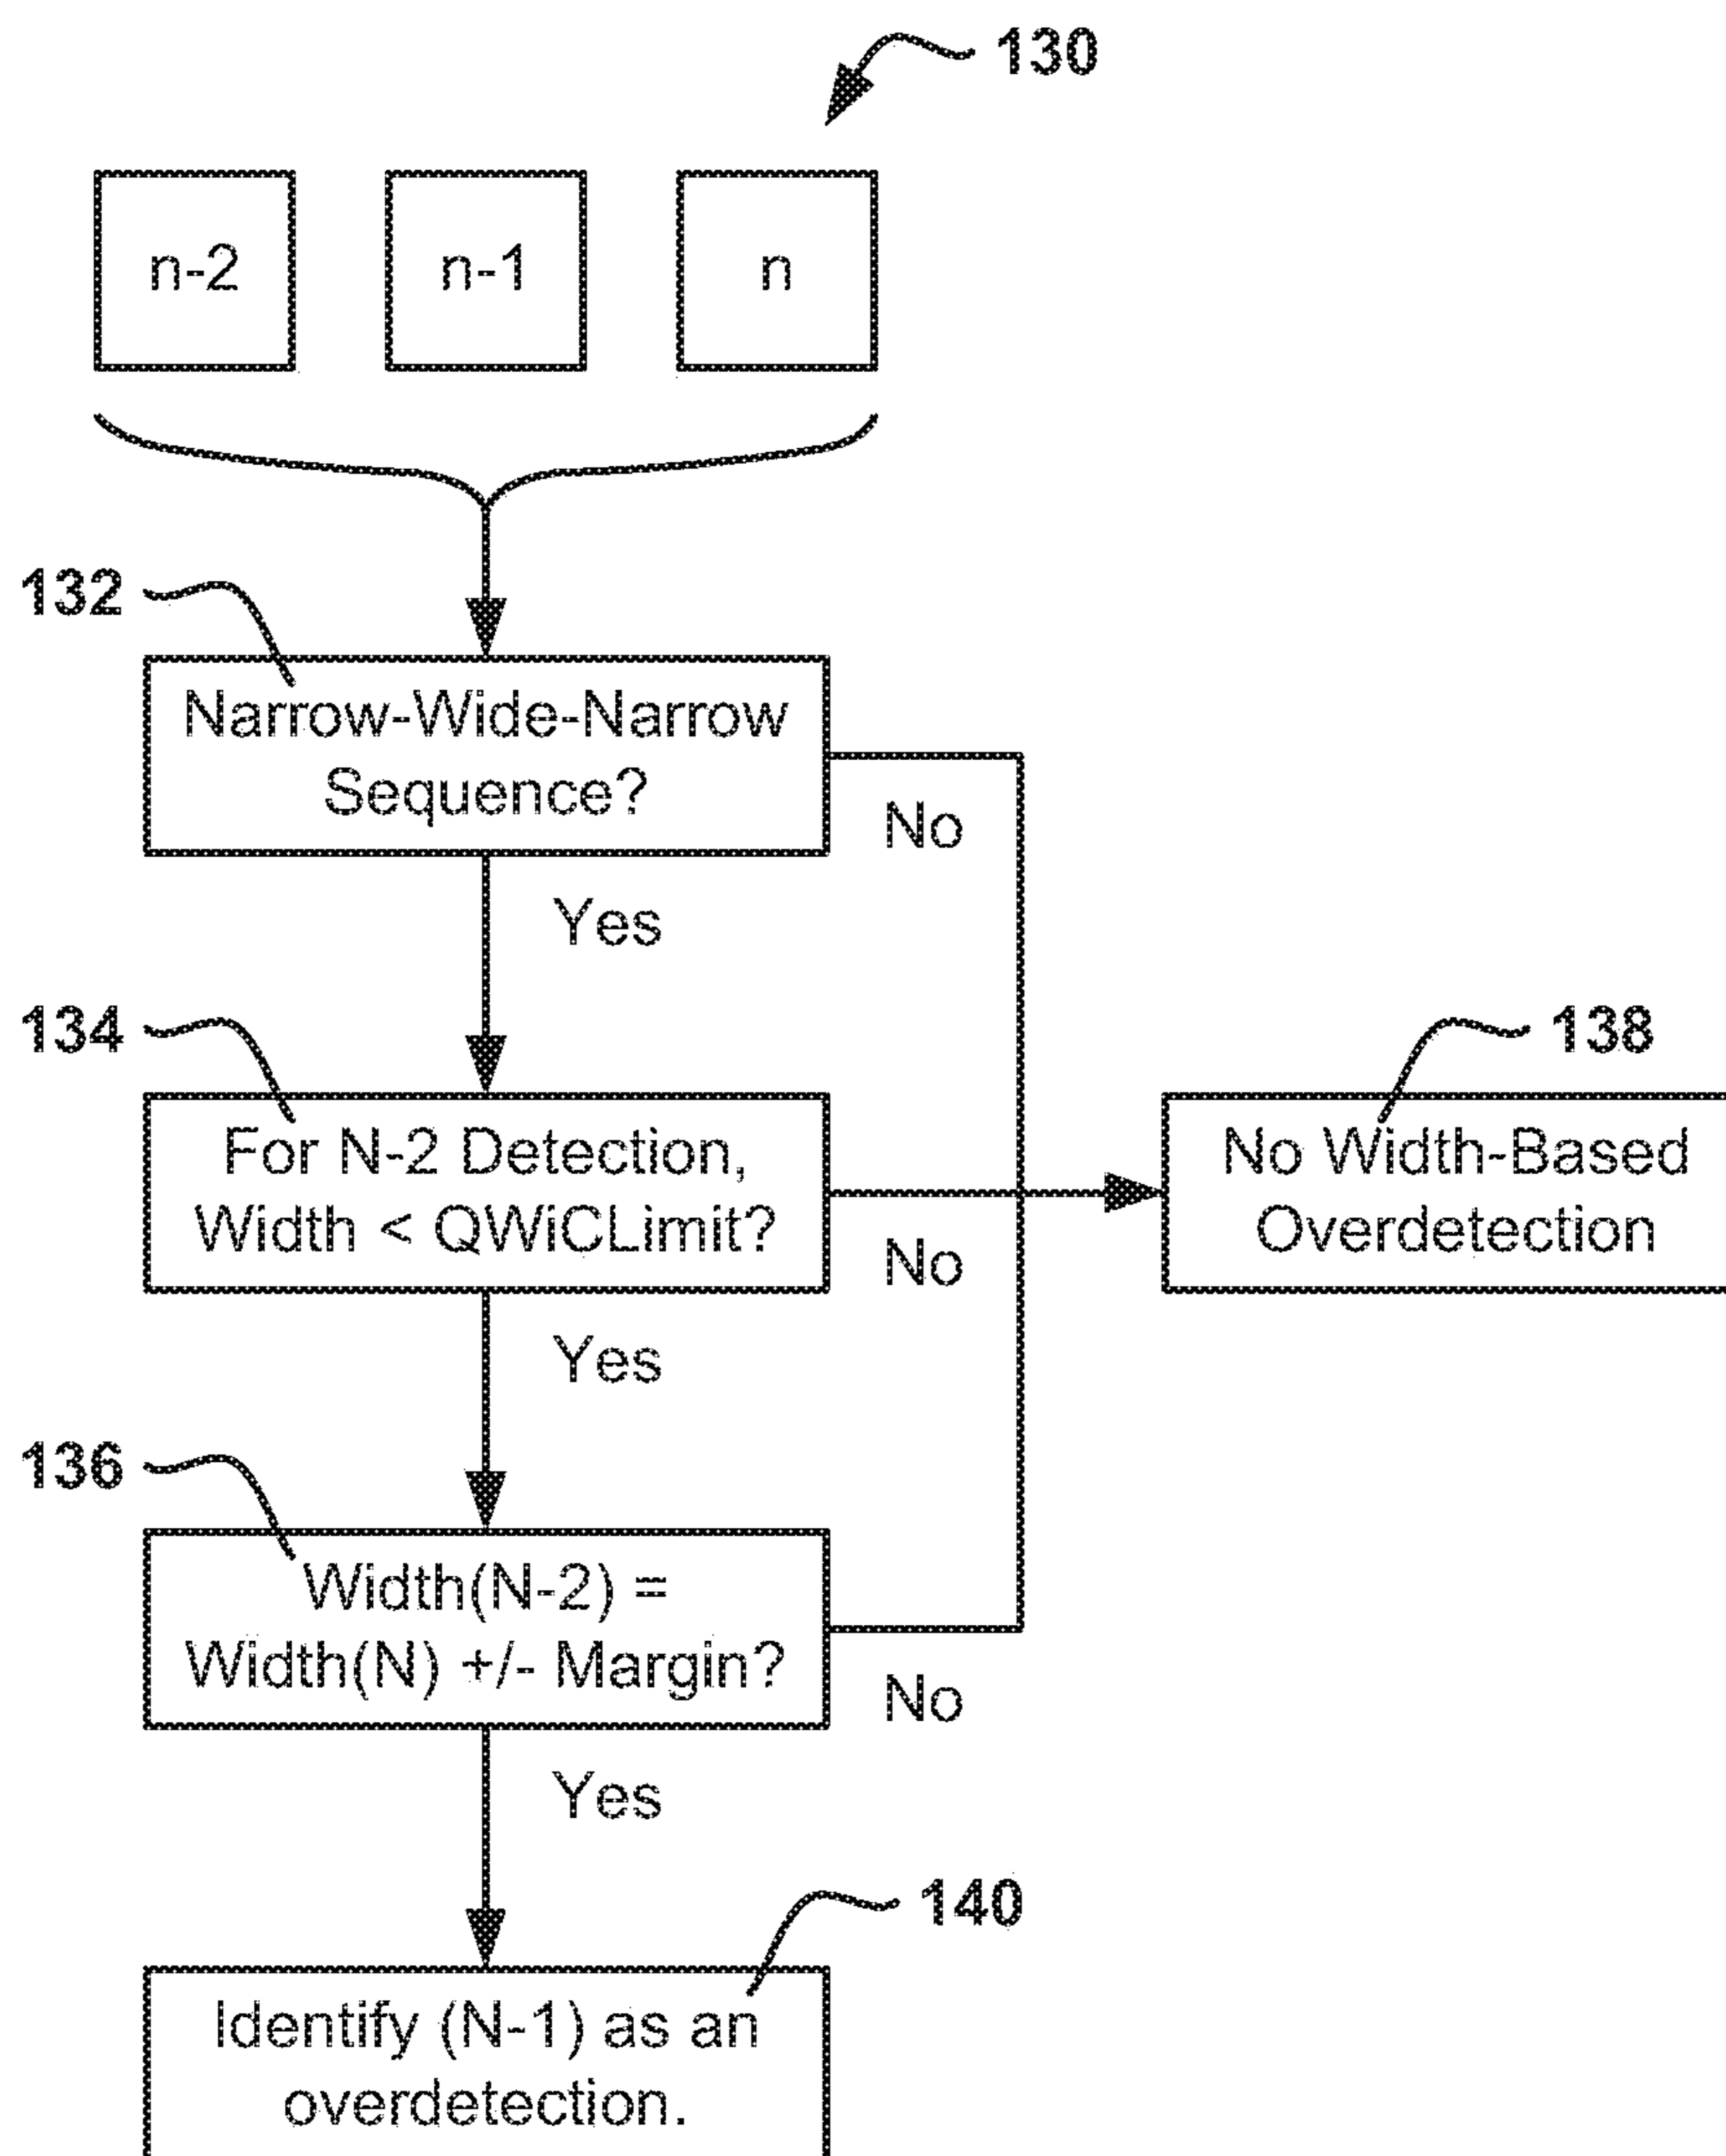 130
n-2 n-1 n
132
Narrow-Wide-Narrow
Sequence?
No
Yes
134
For N-2 Detection,
Width < QWiCLimit?
No
Yes
138
No Width-Based
Overdetection
136
Width(N-2) =
Width(N) +/- Margin?
No
Yes
140
Identify (N-1) as an
overdetection.